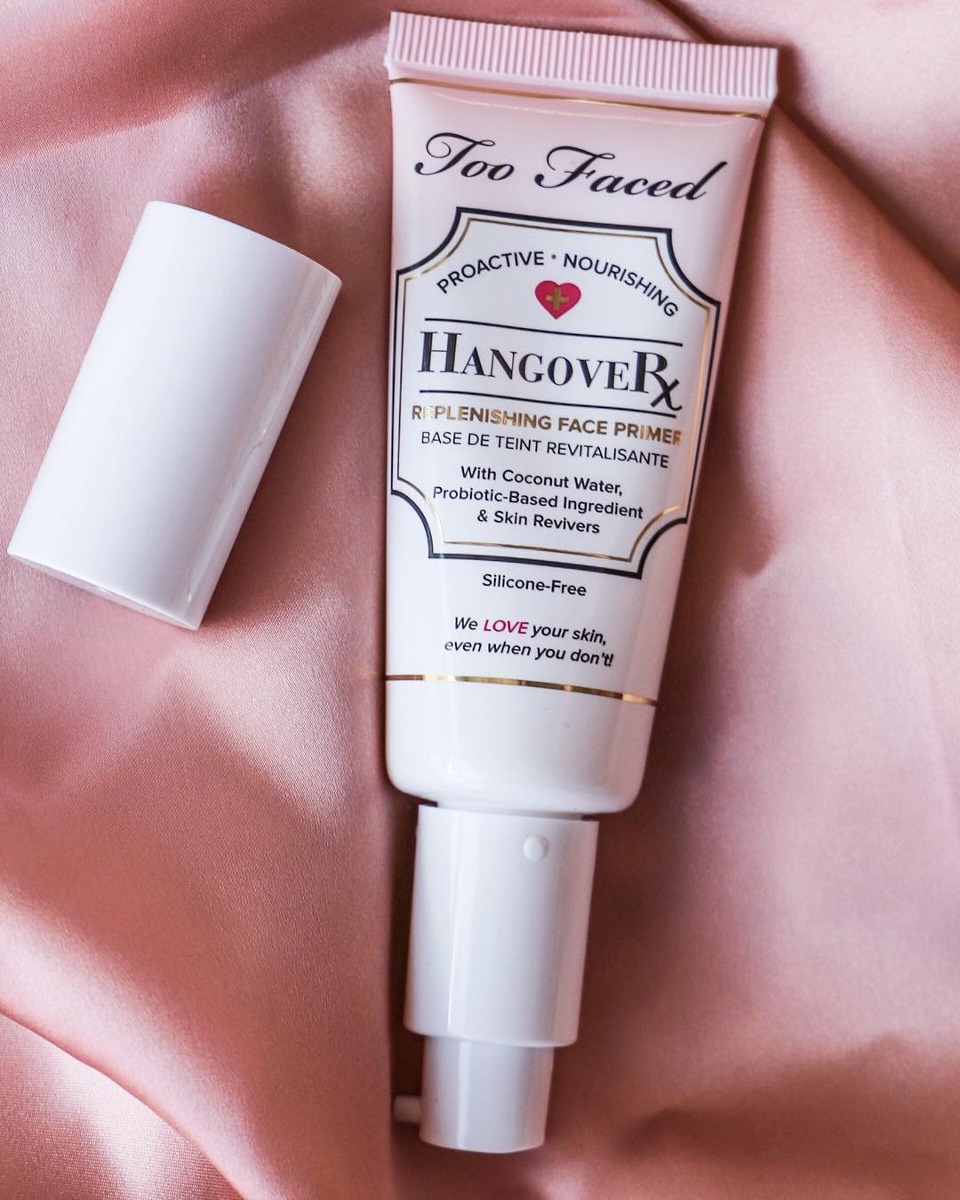 Too Faced
PROACTIVE • NOURISHING
HANGOVERx
REPLENISHING FACE PRIMER
BASE DE TEINT REVITALISANTE
With Coconut Water,
Probiotic-Based Ingredient
& Skin Revivers
Silicone-Free
We LOVE your skin,
even when you don't!